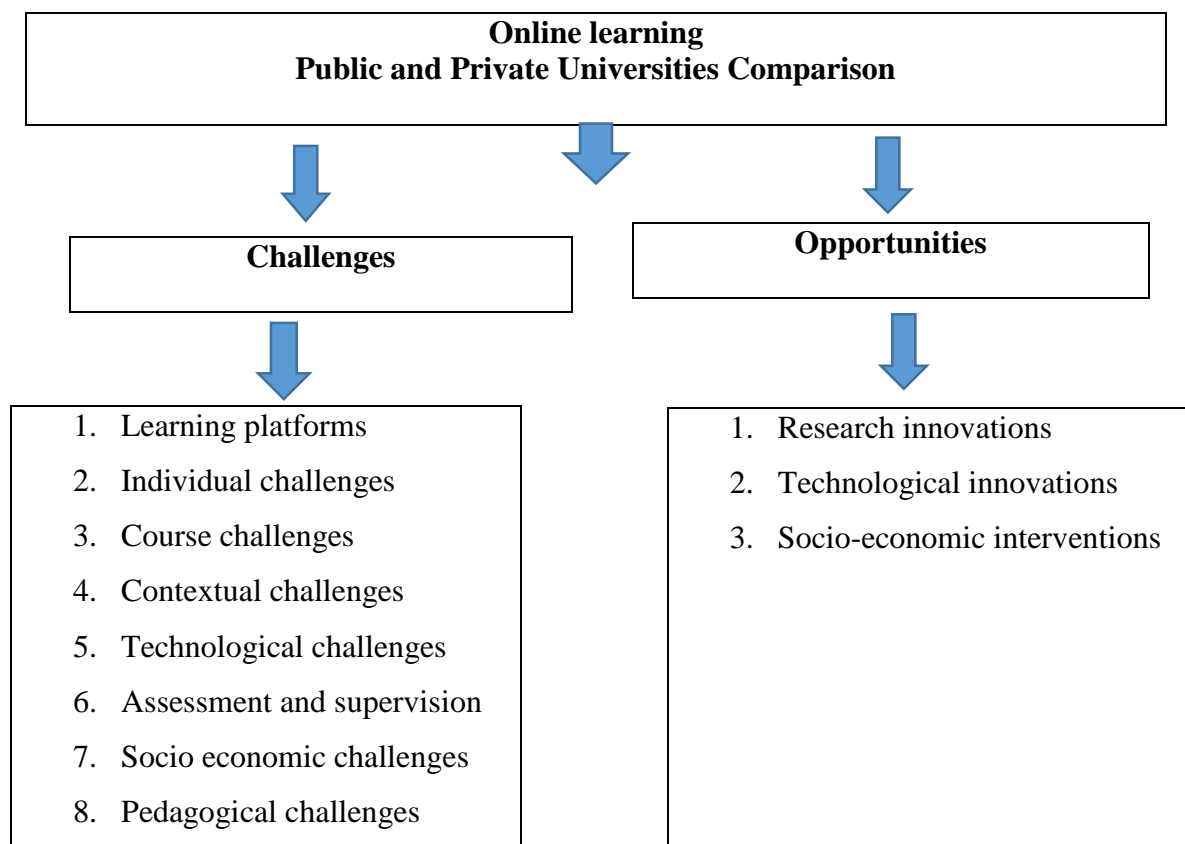 Online learning
Public and Private Universities Comparison
Challenges
Opportunities
1. Learning platforms
2. Individual challenges
3. Course challenges
4. Contextual challenges
5. Technological challenges
6. Assessment and supervision
7. Socio economic challenges
8. Pedagogical challenges
1. Research innovations
2. Technological innovations
3. Socio-economic interventions